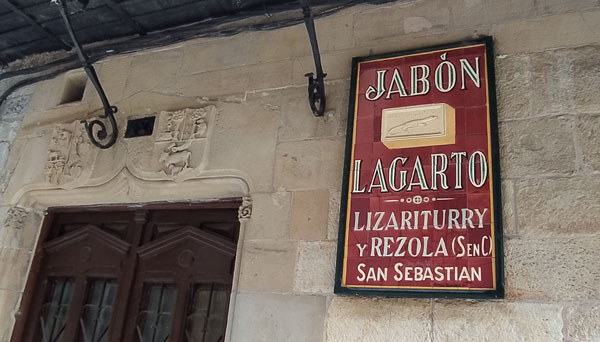 JABÓN
LAGARTO
LIZARITURRY
Y REZOLA (S EN C)
SAN SEBASTIAN